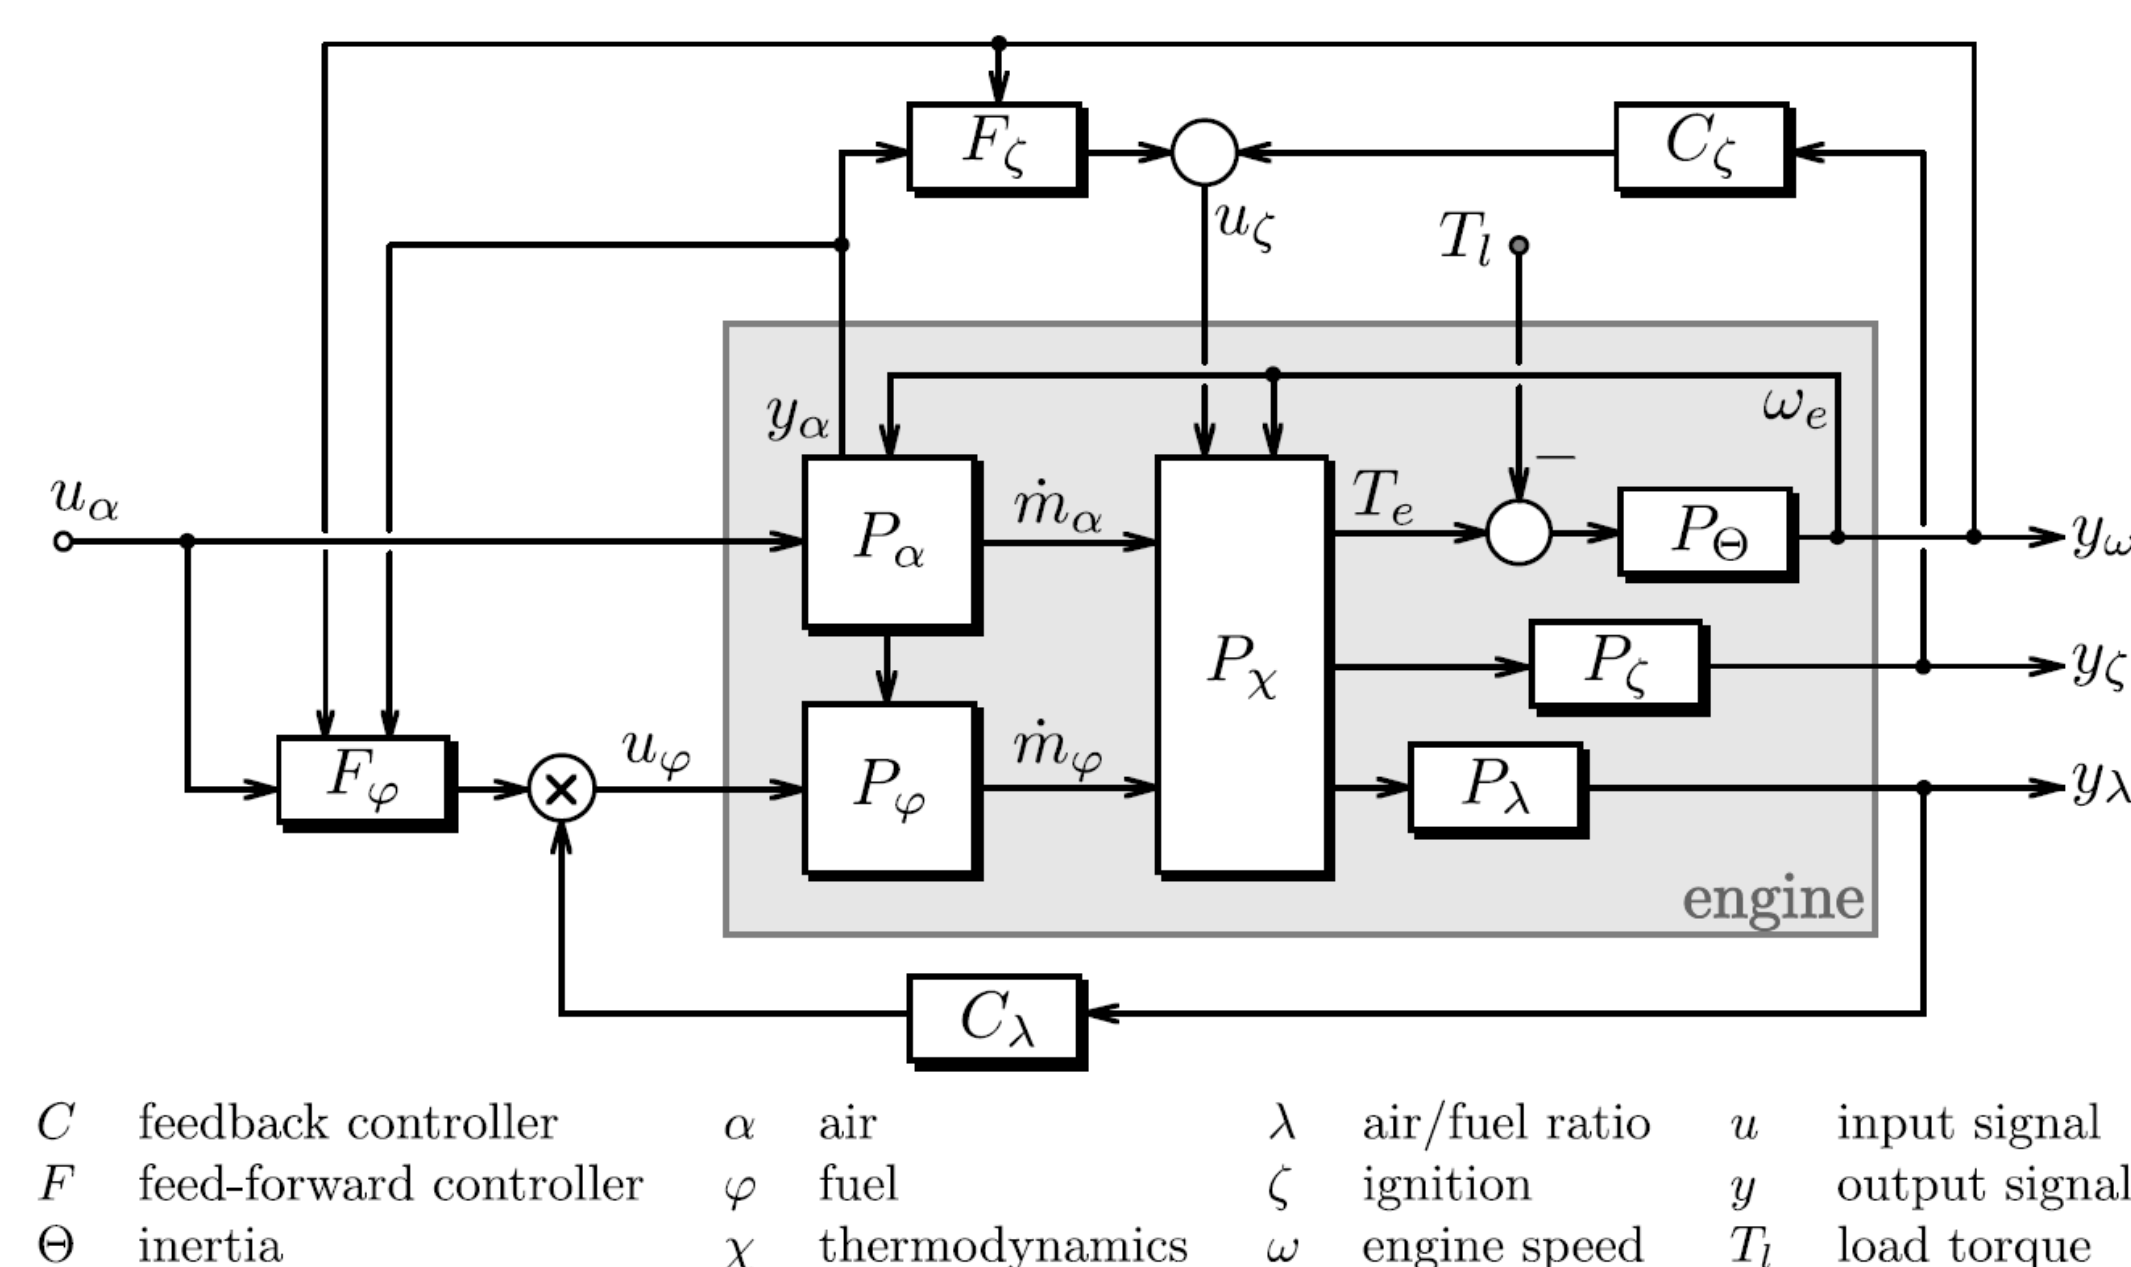 F_ζ
C_ζ
u_ζ
T_l
y_α
ω_e
−
u_α
ṁ_α
T_e
P_α
P_Θ
y_ω
P_χ
P_ζ
y_ζ
F_φ
u_φ
P_φ
ṁ_φ
P_λ
y_λ
engine
C_λ
C feedback controller α air λ air/fuel ratio u input signal
F feed-forward controller φ fuel ζ ignition y output signal
Θ inertia χ thermodynamics ω engine speed T_l load torque